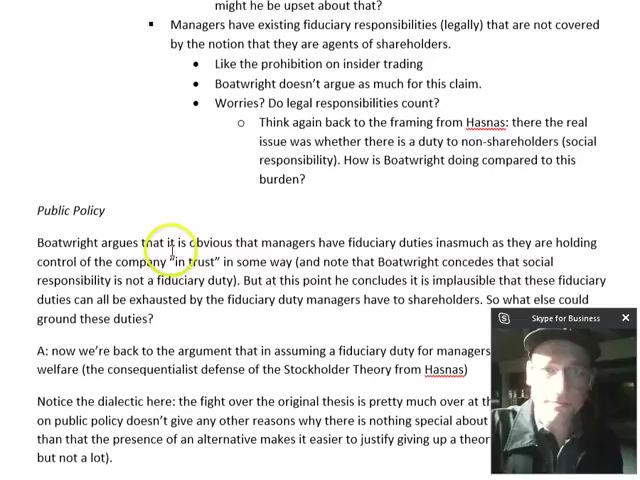 might he be upset about that?
▪ Managers have existing fiduciary responsibilities (legally) that are not covered
by the notion that they are agents of shareholders.
• Like the prohibition on insider trading
• Boatwright doesn't argue as much for this claim.
• Worries? Do legal responsibilities count?
o Think again back to the framing from Hasnas: there the real
issue was whether there is a duty to non-shareholders (social
responsibility). How is Boatwright doing compared to this
burden?
Public Policy
Boatwright argues that it is obvious that managers have fiduciary duties inasmuch as they are holding
control of the company "in trust" in some way (and note that Boatwright concedes that social
responsibility is not a fiduciary duty). But at this point he concludes it is implausible that these fiduciary
duties can all be exhausted by the fiduciary duty managers have to shareholders. So what else could
ground these duties?
Skype for Business
A: now we're back to the argument that in assuming a fiduciary duty for managers
welfare (the consequentialist defense of the Stockholder Theory from Hasnas)
Notice the dialectic here: the fight over the original thesis is pretty much over at
on public policy doesn't give any other reasons why there is nothing special about
than that the presence of an alternative makes it easier to justify giving up a theory
but not a lot).